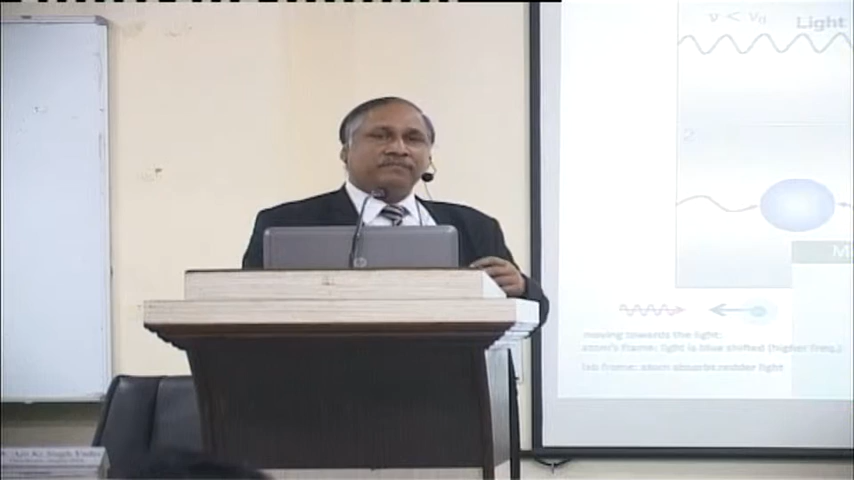 ν < ν₀ Light
M
moving towards the light:
atom's frame: light is blue shifted (higher freq.)
lab frame: atom absorbs redder light
hp